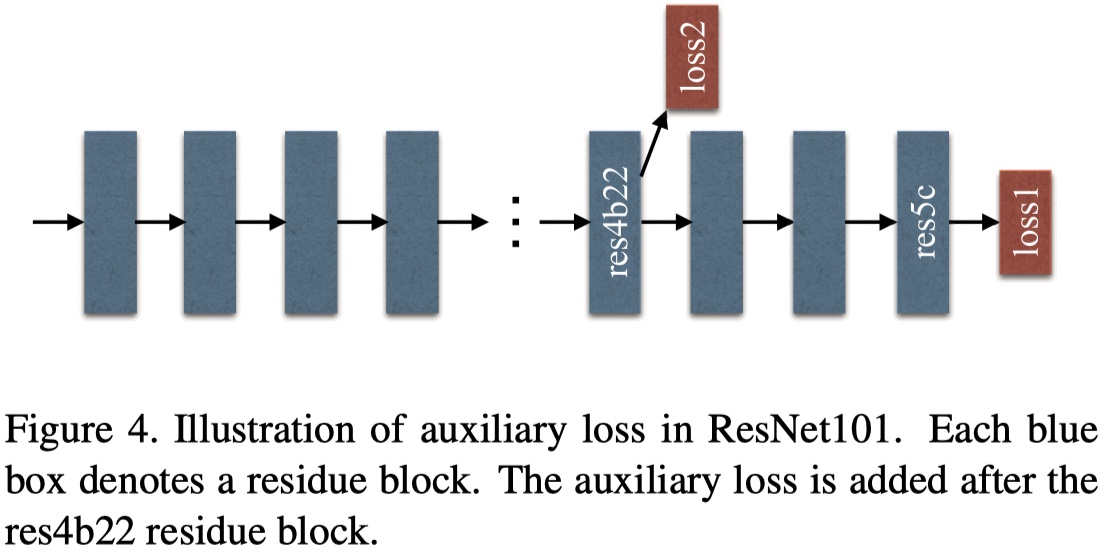 loss2
res4b22
res5c
loss1
Figure 4. Illustration of auxiliary loss in ResNet101. Each blue
box denotes a residue block. The auxiliary loss is added after the
res4b22 residue block.